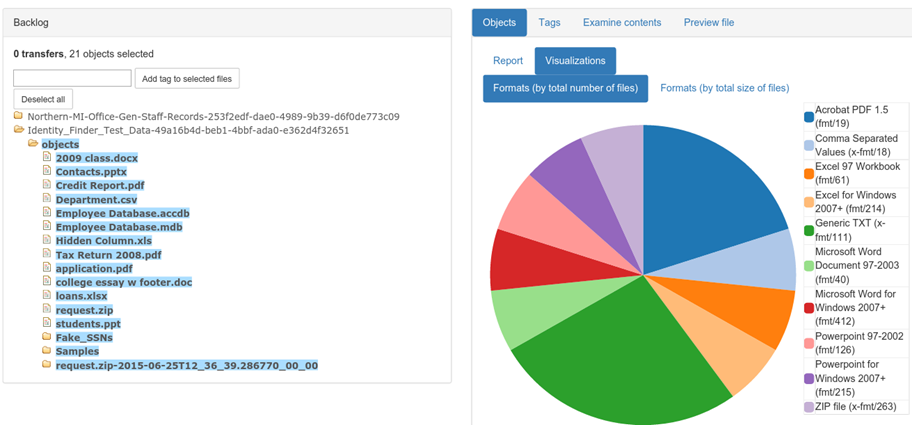 Backlog
0 transfers, 21 objects selected
Add tag to selected files
Deselect all
Northern-MI-Office-Gen-Staff-Records-253f2edf-dae0-4989-9b39-d6f0de773c09
Identity_Finder_Test_Data-49a16b4d-beb1-4bbf-ada0-e362d4f32651
objects
2009 class.docx
Contacts.pptx
Credit Report.pdf
Department.csv
Employee Database.accdb
Employee Database.mdb
Hidden Column.xls
Tax Return 2008.pdf
application.pdf
college essay w footer.doc
loans.xlsx
request.zip
students.ppt
Fake_SSNs
Samples
request.zip-2015-06-25T12_36_39.286770_00_00
Objects Tags Examine contents Preview file
Report Visualizations
Formats (by total number of files) Formats (by total size of files)
Acrobat PDF 1.5
(fmt/19)
Comma Separated
Values (x-fmt/18)
Excel 97 Workbook
(fmt/61)
Excel for Windows
2007+ (fmt/214)
Generic TXT (x-
fmt/111)
Microsoft Word
Document 97-2003
(fmt/40)
Microsoft Word for
Windows 2007+
(fmt/412)
Powerpoint 97-2002
(fmt/126)
Powerpoint for
Windows 2007+
(fmt/215)
ZIP file (x-fmt/263)